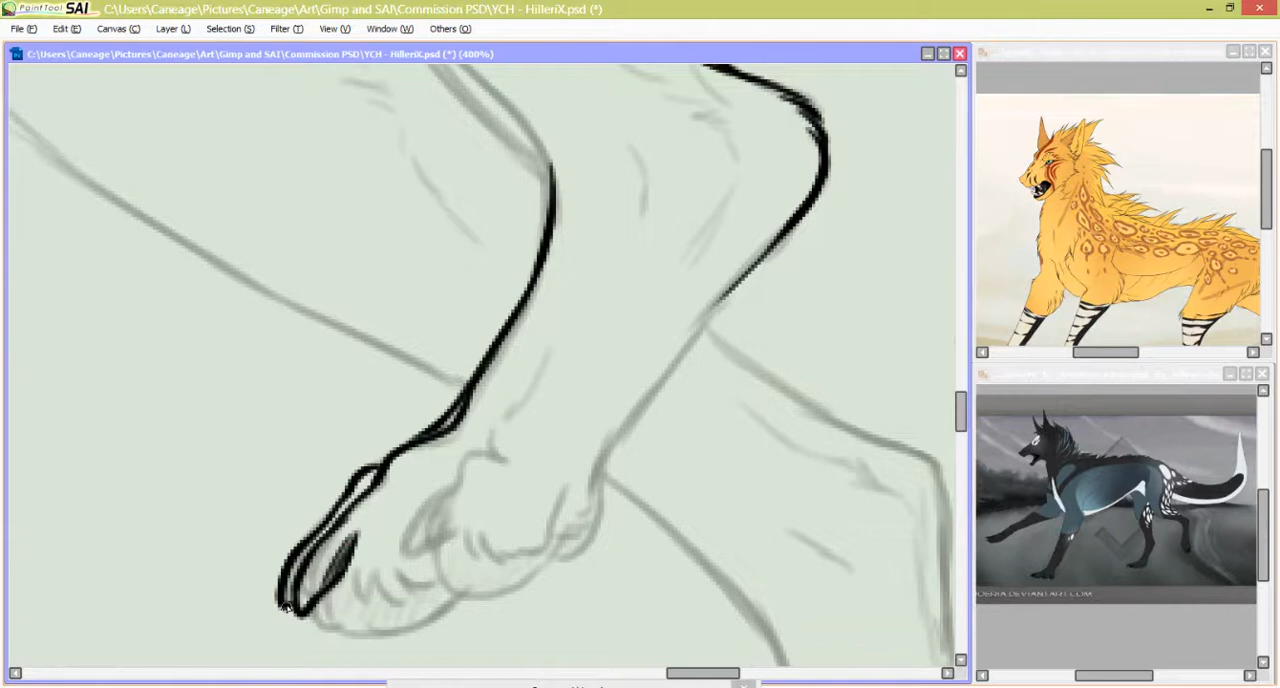 PaintTool SAI C:\Users\Caneage\Pictures\Caneage\Art\Gimp and SAI\Commission PSD\YCH - HilleriX.psd (*)
File (F) Edit (E) Canvas (C) Layer (L) Selection (S) Filter (T) View (V) Window (W) Others (O)
C:\Users\Caneage\Pictures\Caneage\Art\Gimp and SAI\Commission PSD\YCH - HilleriX.psd (*) (400%)
.DEVIANTART.COM